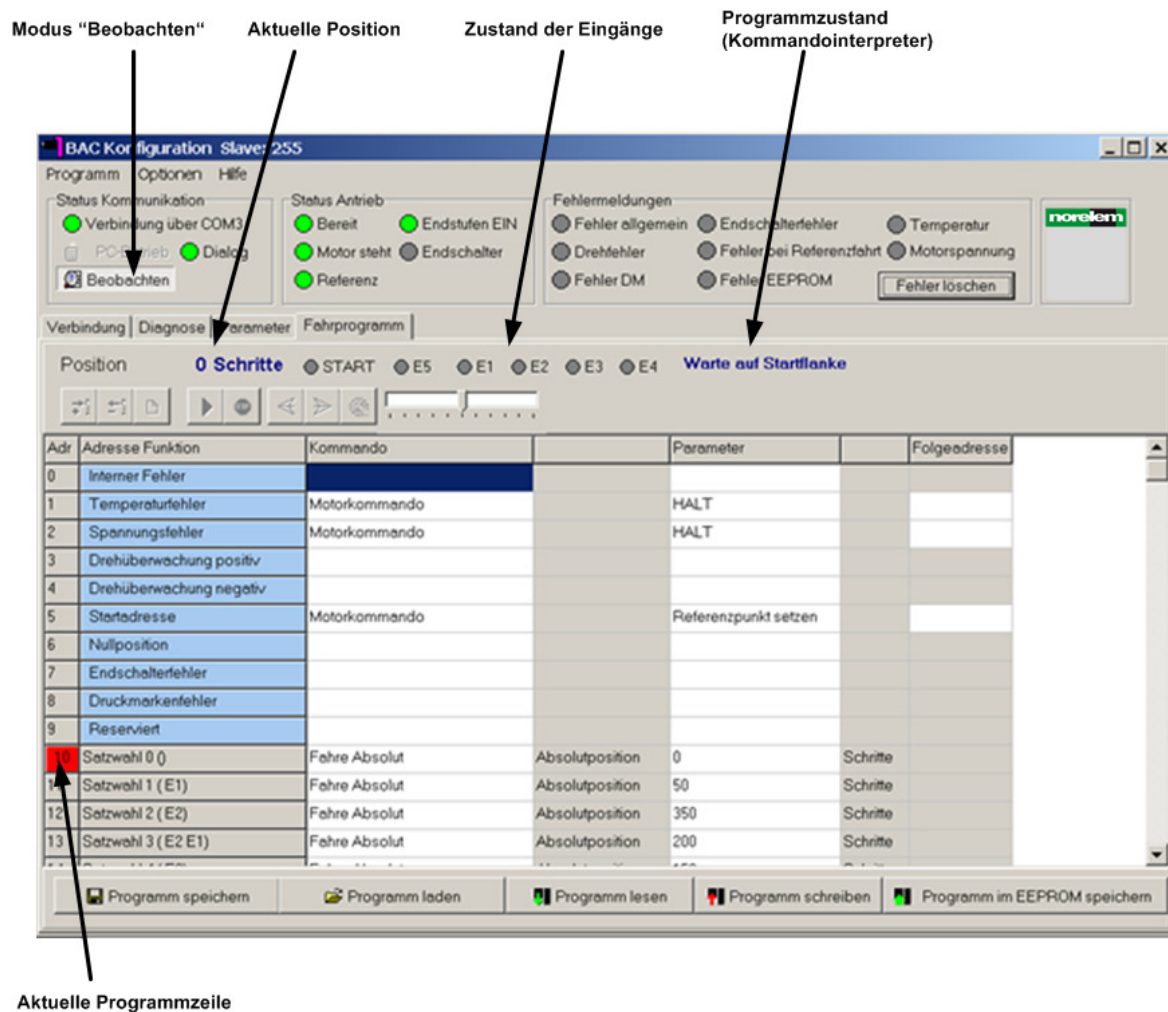 Modus “Beobachten“
Aktuelle Position
Zustand der Eingänge
Programmzustand
(Kommandointerpreter)
BAC Konfiguration Slave: 255
Programm Optionen Hilfe
Status Kommunikation
Verbindung über COM3
PC-Betrieb Dialog
Beobachten
Status Antrieb
Bereit Endstufen EIN
Motor steht Endschalter
Referenz
Fehlermeldungen
Fehler allgemein Endschalterfehler Temperatur
Drehfehler Fehler bei Referenzfahrt Motorspannung
Fehler DM Fehler EEPROM Fehler löschen
norelem
Verbindung Diagnose Parameter Fahrprogramm
Position 0 Schritte START E5 E1 E2 E3 E4 Warte auf Startflanke
Adr Adresse Funktion Kommando Parameter Folgeadresse
0 Interner Fehler
1 Temperaturfehler Motorkommando HALT
2 Spannungsfehler Motorkommando HALT
3 Drehüberwachung positiv
4 Drehüberwachung negativ
5 Startadresse Motorkommando Referenzpunkt setzen
6 Nullposition
7 Endschalterfehler
8 Druckmarkenfehler
9 Reserviert
10 Satzwahl 0 () Fahre Absolut Absolutposition 0 Schritte
11 Satzwahl 1 ( E1) Fahre Absolut Absolutposition 50 Schritte
12 Satzwahl 2 ( E2) Fahre Absolut Absolutposition 350 Schritte
13 Satzwahl 3 ( E2 E1) Fahre Absolut Absolutposition 200 Schritte
Programm speichern Programm laden Programm lesen Programm schreiben Programm im EEPROM speichern
Aktuelle Programmzeile